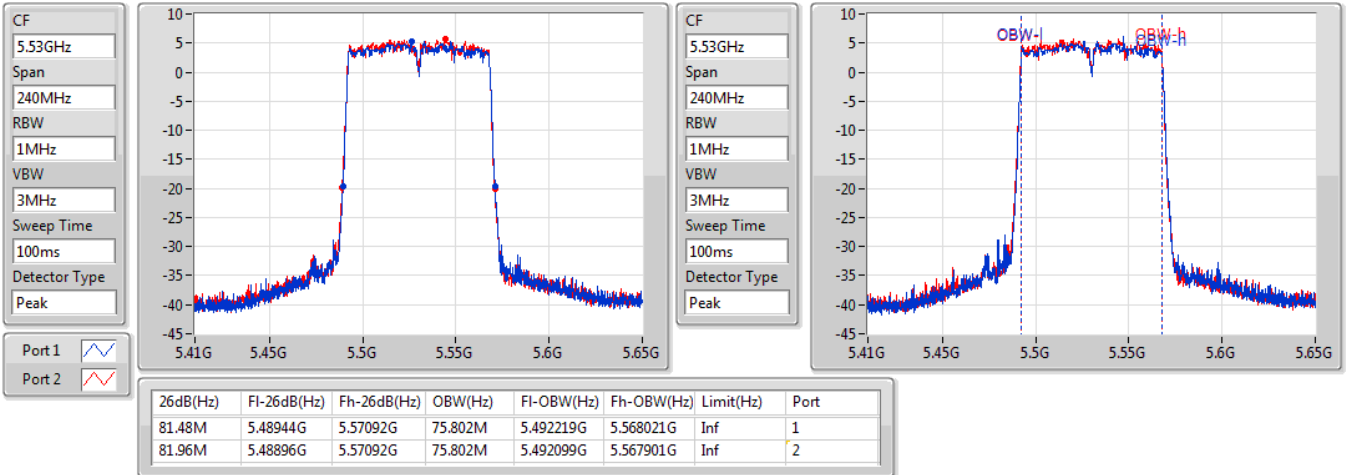 CF
5.53GHz
Span
240MHz
RBW
1MHz
VBW
3MHz
Sweep Time
100ms
Detector Type
Peak
Port 1
Port 2
10
5
0
-5
-10
-15
-20
-25
-30
-35
-40
-45
5.41G 5.45G 5.5G 5.55G 5.6G 5.65G
CF
5.53GHz
Span
240MHz
RBW
1MHz
VBW
3MHz
Sweep Time
100ms
Detector Type
Peak
10
5
0
-5
-10
-15
-20
-25
-30
-35
-40
-45
OBW-l OBW-h
OBW-h
5.41G 5.45G 5.5G 5.55G 5.6G 5.65G
26dB(Hz) Fl-26dB(Hz) Fh-26dB(Hz) OBW(Hz) Fl-OBW(Hz) Fh-OBW(Hz) Limit(Hz) Port
81.48M 5.48944G 5.57092G 75.802M 5.492219G 5.568021G Inf 1
81.96M 5.48896G 5.57092G 75.802M 5.492099G 5.567901G Inf 2